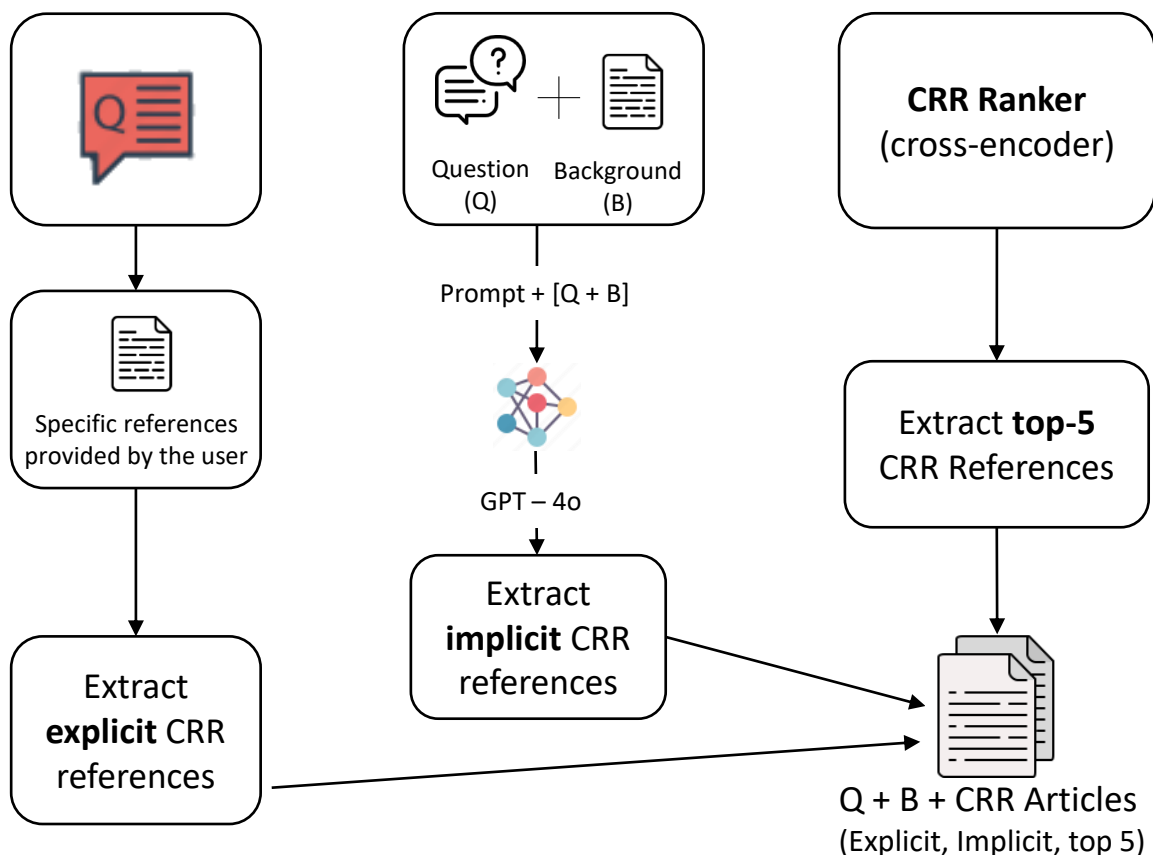 Q
Specific references
provided by the user
Extract
explicit CRR
references
?
Question
(Q)
Background
(B)
Prompt + [Q + B]
GPT – 4o
Extract
implicit CRR
references
CRR Ranker
(cross-encoder)
Extract top-5
CRR References
Q + B + CRR Articles
(Explicit, Implicit, top 5)